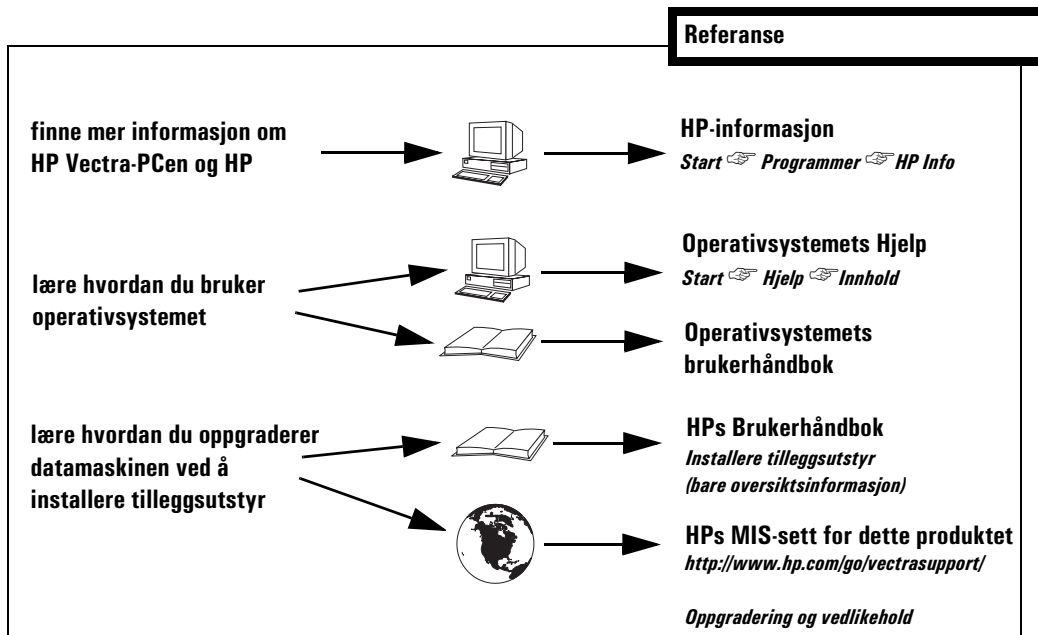 Referanse
finne mer informasjon om
HP Vectra-PCen og HP
HP-informasjon
Start ☞ Programmer ☞ HP Info
lære hvordan du bruker
operativsystemet
Operativsystemets Hjelp
Start ☞ Hjelp ☞ Innhold
Operativsystemets
brukerhåndbok
lære hvordan du oppgraderer
datamaskinen ved å
installere tilleggsutstyr
HPs Brukerhåndbok
Installere tilleggsutstyr
(bare oversiktsinformasjon)
HPs MIS-sett for dette produktet
http://www.hp.com/go/vectrasupport/
Oppgradering og vedlikehold